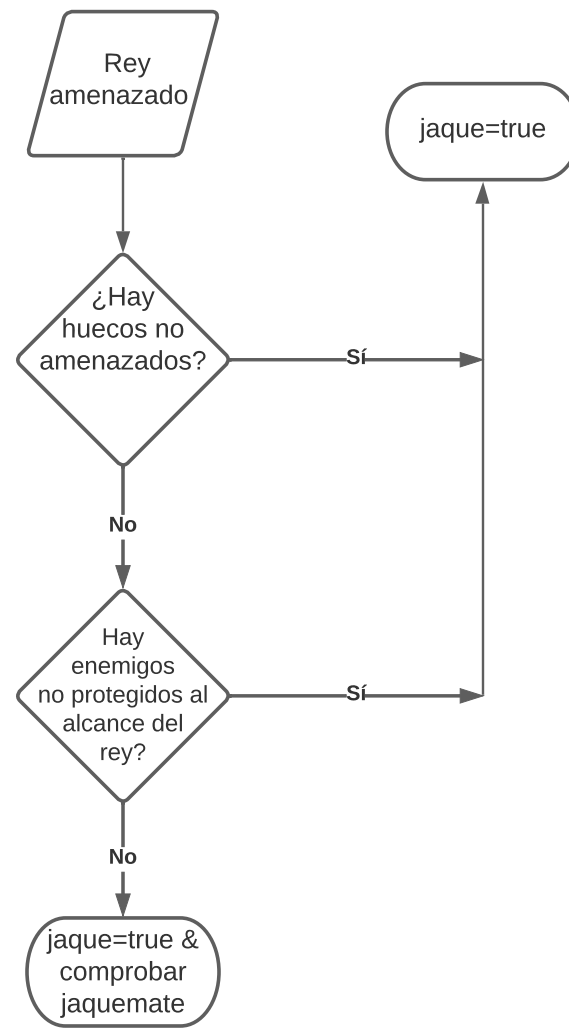 Rey
amenazado
jaque=true
¿Hay
huecos no
amenazados?
Sí
No
Hay
enemigos
no protegidos al
alcance del
rey?
Sí
No
jaque=true &
comprobar
jaquemate